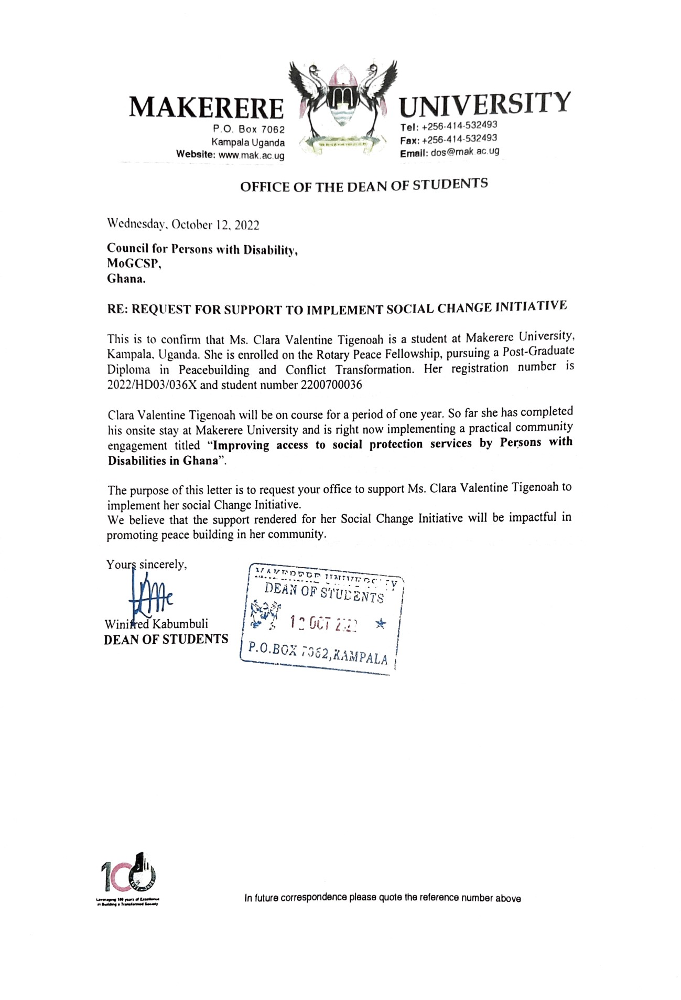 MAKERERE UNIVERSITY
P.O. Box 7062
Kampala Uganda
Website: www.mak.ac.ug
Tel: +256-414-532493
Fax: +256-414-532493
Email: dos@mak.ac.ug
OFFICE OF THE DEAN OF STUDENTS
Wednesday, October 12, 2022
Council for Persons with Disability,
MoGCSP,
Ghana.
RE: REQUEST FOR SUPPORT TO IMPLEMENT SOCIAL CHANGE INITIATIVE
This is to confirm that Ms. Clara Valentine Tigenoah is a student at Makerere University,
Kampala, Uganda. She is enrolled on the Rotary Peace Fellowship, pursuing a Post-Graduate
Diploma in Peacebuilding and Conflict Transformation. Her registration number is
2022/HD03/036X and student number 2200700036
Clara Valentine Tigenoah will be on course for a period of one year. So far she has completed
his onsite stay at Makerere University and is right now implementing a practical community
engagement titled “Improving access to social protection services by Persons with
Disabilities in Ghana”.
The purpose of this letter is to request your office to support Ms. Clara Valentine Tigenoah to
implement her social Change Initiative.
We believe that the support rendered for her Social Change Initiative will be impactful in
promoting peace building in her community.
Yours sincerely,
Winifred Kabumbuli
DEAN OF STUDENTS
MAKERERE UNIVERSITY
DEAN OF STUDENTS
12 OCT 2022
P.O.BOX 7062, KAMPALA
100
Leveraging 100 years of Excellence
in Building a Transformed Society
In future correspondence please quote the reference number above